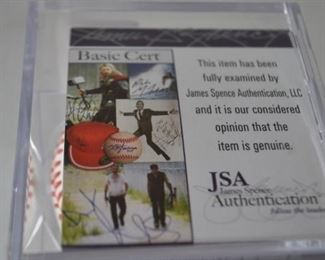 Basic Cert
This item has been
fully examined by
James Spence Authentication, LLC
and it is our considered
opinion that the
item is genuine.
JSA
James Spence
Authentication